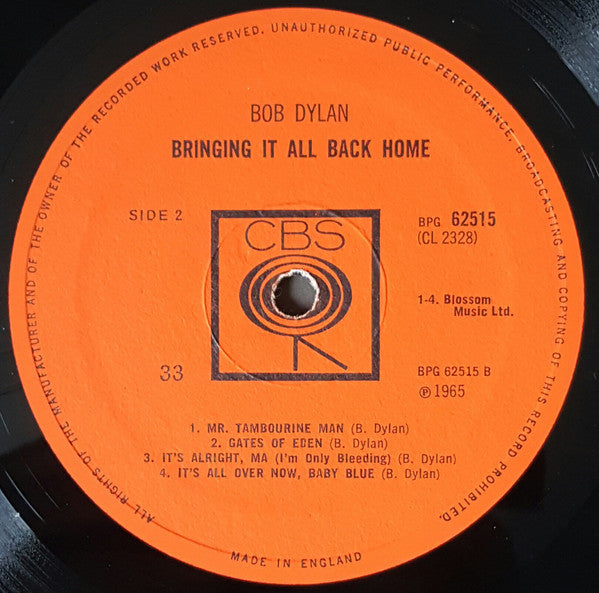 ALL RIGHTS OF THE MANUFACTURER AND OF THE OWNER OF THE RECORDED WORK RESERVED. UNAUTHORIZED PUBLIC PERFORMANCE, BROADCASTING AND COPYING OF THIS RECORD PROHIBITED.
BOB DYLAN
BRINGING IT ALL BACK HOME
SIDE 2
BPG 62515
(CL 2328)
CBS
1-4. Blossom
Music Ltd.
33
BPG 62515 B
℗ 1965
1. MR. TAMBOURINE MAN (B. Dylan)
2. GATES OF EDEN (B. Dylan)
3. IT'S ALRIGHT, MA (I'm Only Bleeding) (B. Dylan)
4. IT'S ALL OVER NOW, BABY BLUE (B. Dylan)
MADE IN ENGLAND